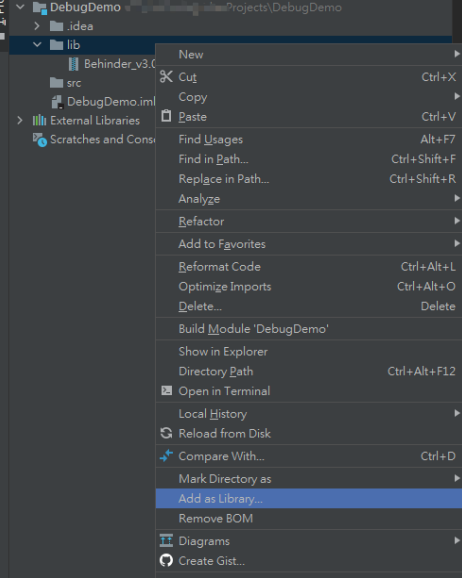 DebugDemo Projects\DebugDemo
.idea
lib
Behinder_v3.0
src
DebugDemo.iml
External Libraries
Scratches and Cons
New
Cut Ctrl+X
Copy
Paste Ctrl+V
Find Usages Alt+F7
Find in Path... Ctrl+Shift+F
Replace in Path... Ctrl+Shift+R
Analyze
Refactor
Add to Favorites
Reformat Code Ctrl+Alt+L
Optimize Imports Ctrl+Alt+O
Delete... Delete
Build Module 'DebugDemo'
Show in Explorer
Directory Path Ctrl+Alt+F12
Open in Terminal
Local History
Reload from Disk
Compare With... Ctrl+D
Mark Directory as
Add as Library...
Remove BOM
Diagrams
Create Gist...